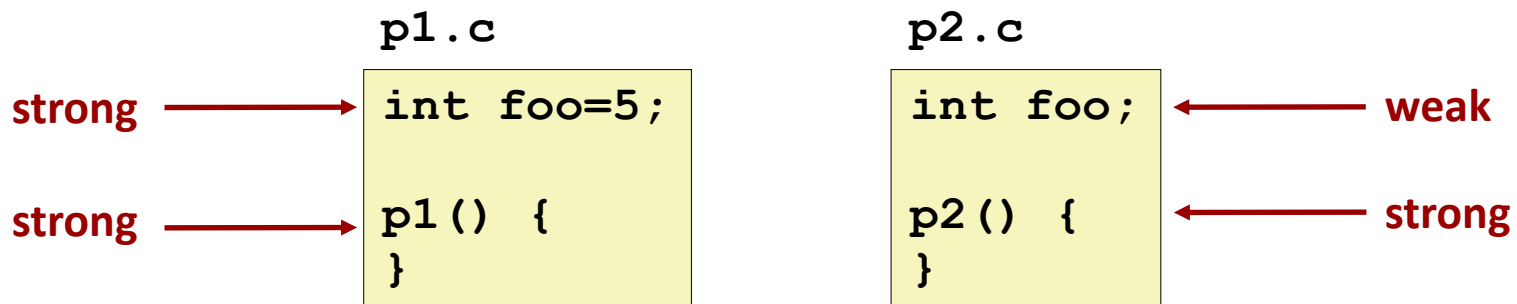 p1.c
p2.c
strong
int foo=5;
int foo;
weak
strong
p1() {
p2() {
strong
}
}